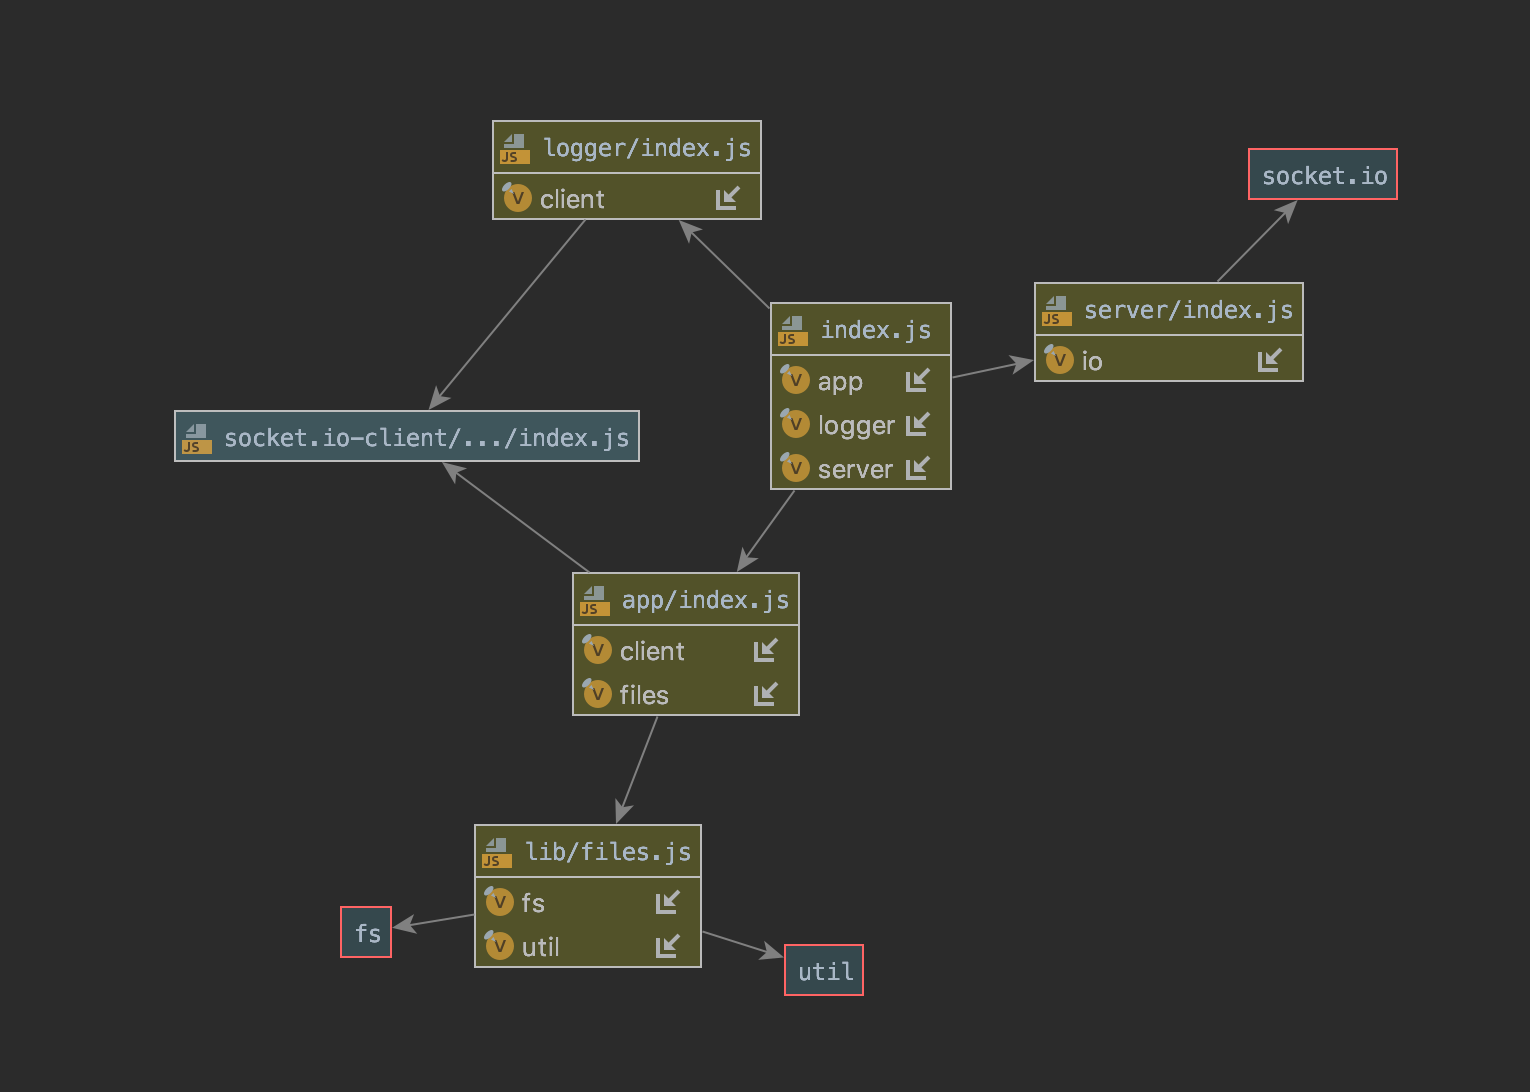 JS logger/index.js
V client
socket.io
JS server/index.js
V io
JS index.js
V app
V logger
V server
JS socket.io-client/.../index.js
JS app/index.js
V client
V files
JS lib/files.js
V fs
V util
fs
util